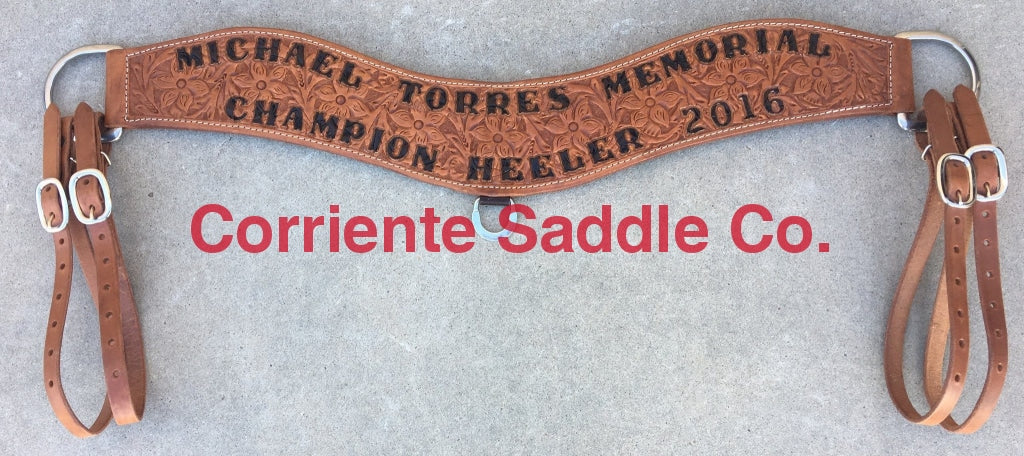 MICHAEL TORRES MEMORIAL
CHAMPION HEELER 2016
Corriente Saddle Co.